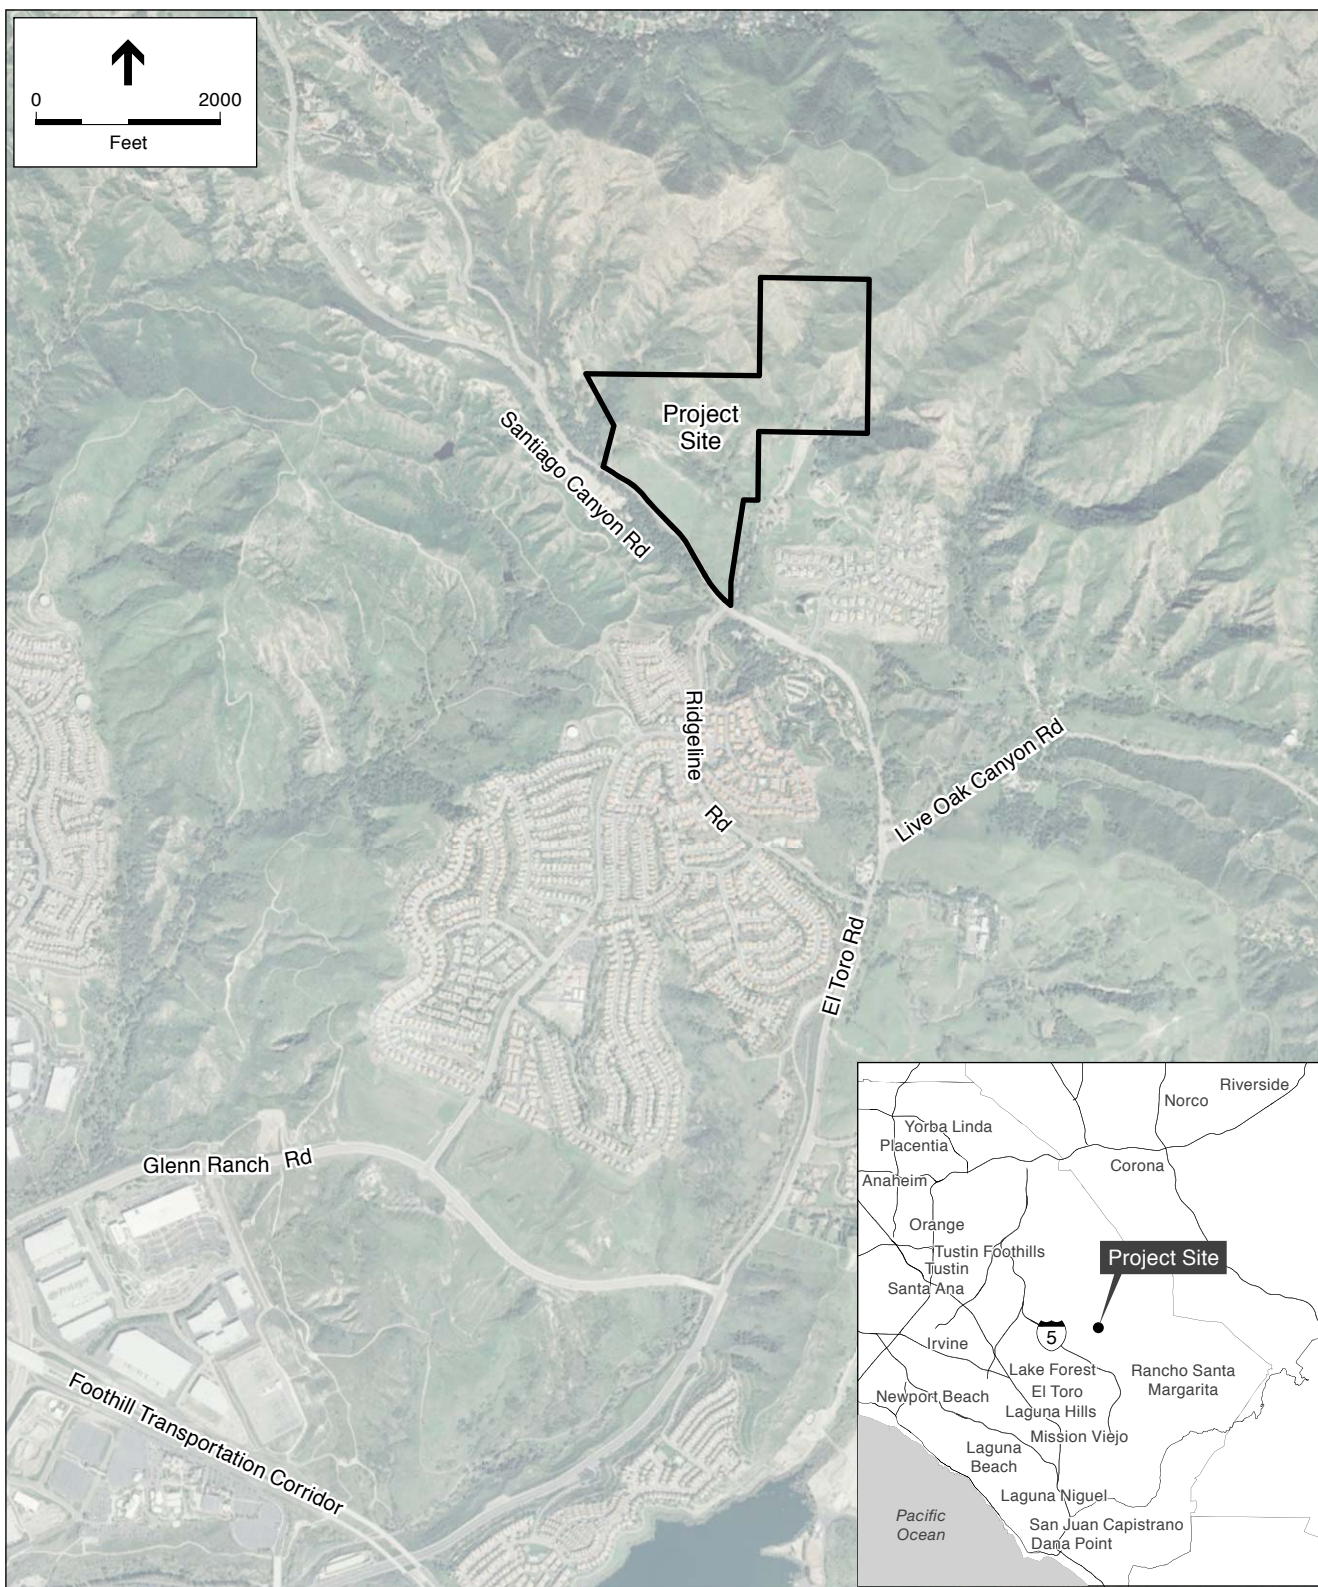 0 2000
Feet
Project
Site
Santiago Canyon Rd
Ridgeline
Rd
Live Oak Canyon Rd
El Toro Rd
Glenn Ranch Rd
Foothill Transportation Corridor
Riverside
Norco
Yorba Linda
Placentia
Corona
Anaheim
Orange
Tustin Foothills
Project Site
Tustin
Santa Ana
5
Irvine
Lake Forest
Rancho Santa
Margarita
El Toro
Newport Beach
Laguna Hills
Mission Viejo
Laguna
Beach
Laguna Niguel
Pacific
Ocean
San Juan Capistrano
Dana Point